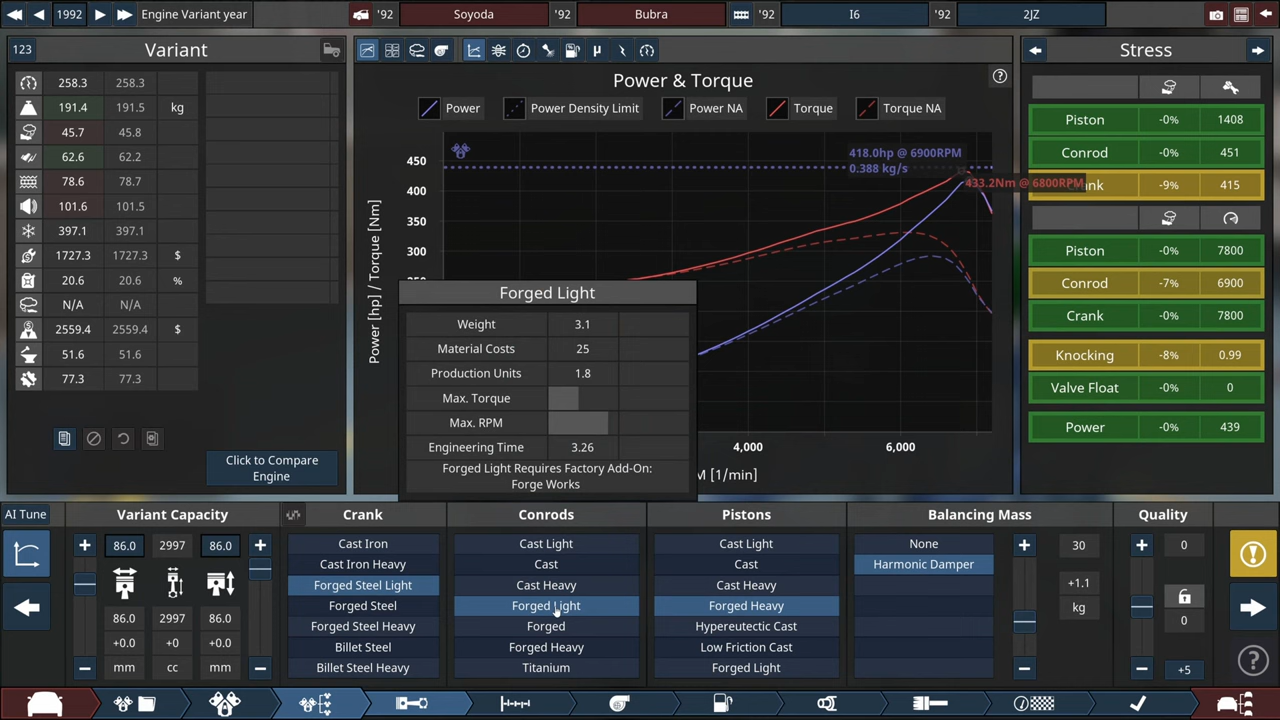 1992 Engine Variant year '92 Soyoda '92 Bubra '92 I6 '92 2JZ
123 Variant
258.3 258.3
191.4 191.5 kg
45.7 45.8
62.6 62.2
78.6 78.7
101.6 101.5
397.1 397.1
1727.3 1727.3 $
20.6 20.6 %
N/A N/A
2559.4 2559.4 $
51.6 51.6
77.3 77.3
Click to Compare
Engine
Power & Torque
Power Power Density Limit Power NA Torque Torque NA
Power [hp] / Torque [Nm]
450
400
350
300
418.0hp @ 6900RPM
0.388 kg/s
433.2Nm @ 6800RPM
4,000 6,000
[1/min]
Forged Light
Weight 3.1
Material Costs 25
Production Units 1.8
Max. Torque
Max. RPM
Engineering Time 3.26
Forged Light Requires Factory Add-On:
Forge Works
Stress
Piston -0% 1408
Conrod -0% 451
-9% 415
Piston -0% 7800
Conrod -7% 6900
Crank -0% 7800
Knocking -8% 0.99
Valve Float -0% 0
Power -0% 439
AI Tune
Variant Capacity
+ 86.0 2997 86.0 +
86.0 2997 86.0
+0.0 +0 +0.0
mm cc mm
Crank
Cast Iron
Cast Iron Heavy
Forged Steel Light
Forged Steel
Forged Steel Heavy
Billet Steel
Billet Steel Heavy
Conrods
Cast Light
Cast
Cast Heavy
Forged Light
Forged
Forged Heavy
Titanium
Pistons
Cast Light
Cast
Cast Heavy
Forged Heavy
Hypereutectic Cast
Low Friction Cast
Forged Light
Balancing Mass
None
Harmonic Damper
+ 30
+1.1
kg
Quality
+ 0
0
+5